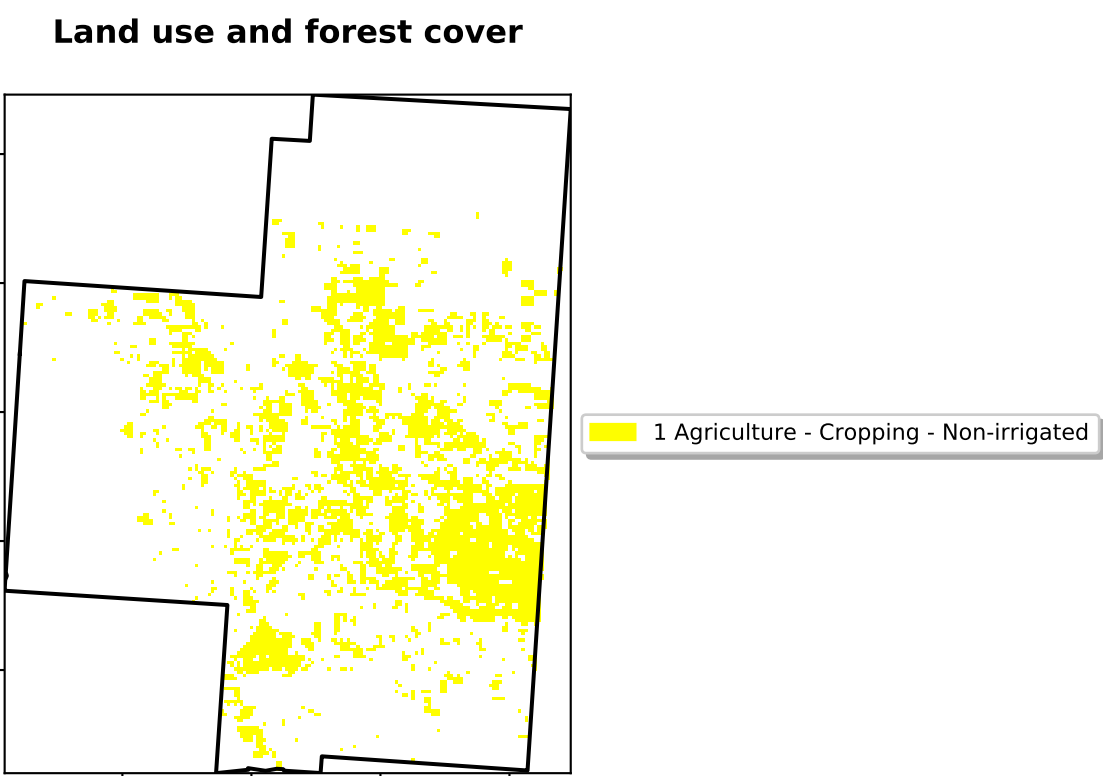 Land use and forest cover
1 Agriculture - Cropping - Non-irrigated